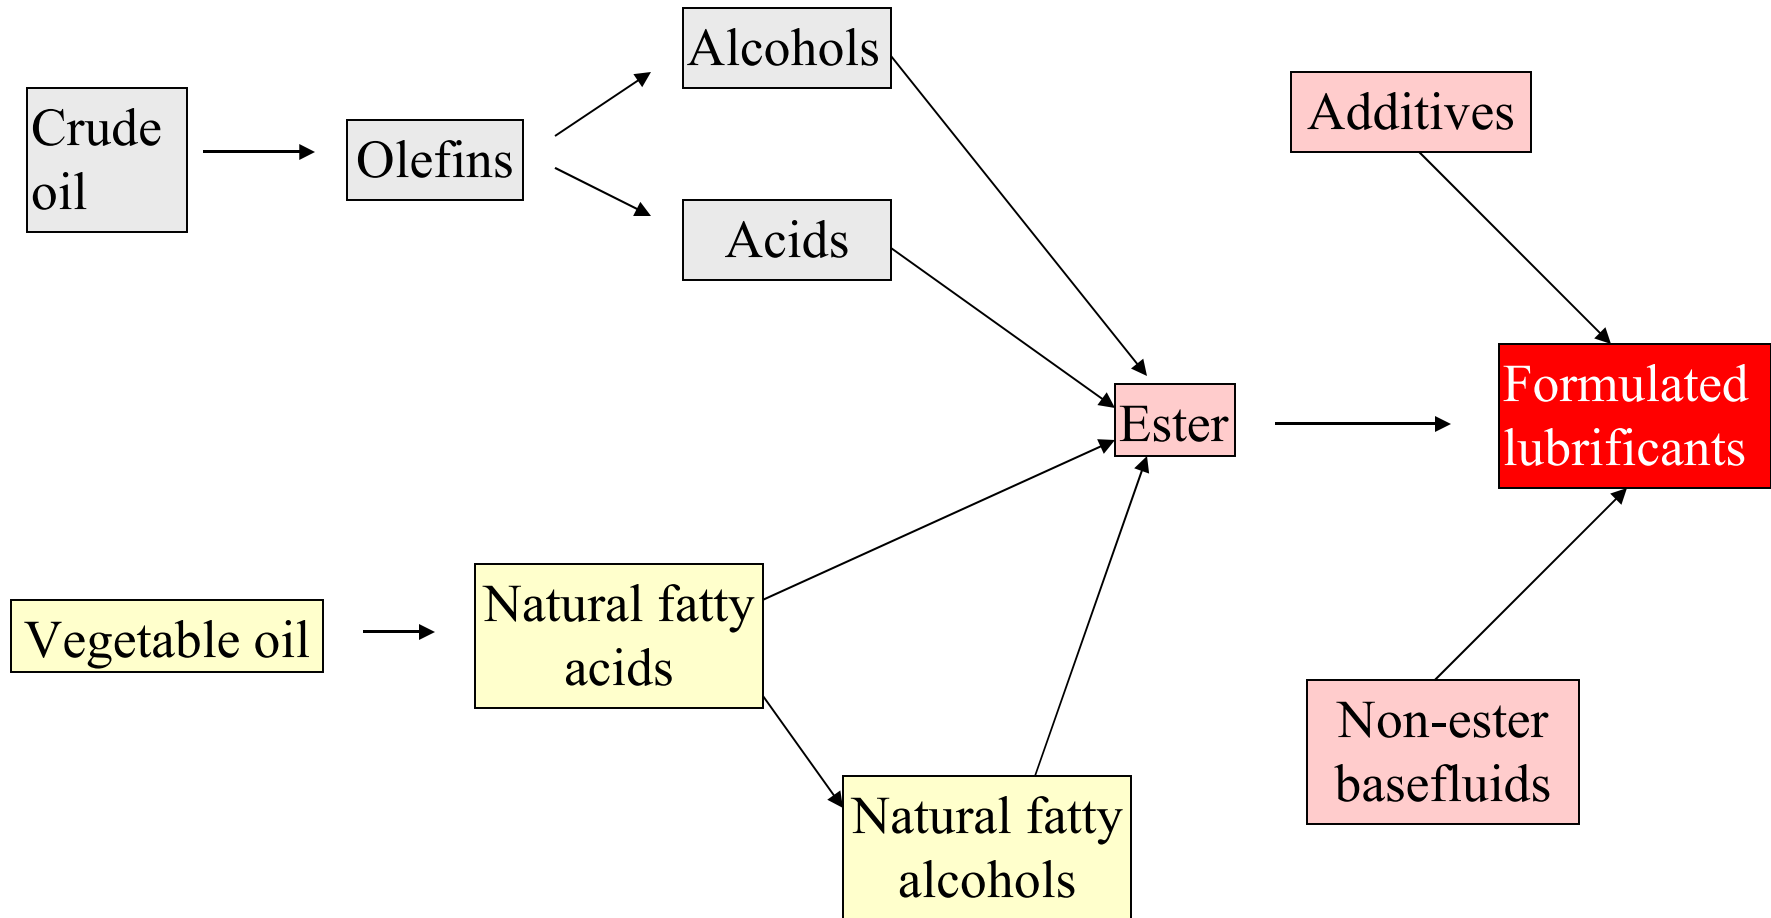 Crude
oil
Olefins
Alcohols
Acids
Additives
Ester
Formulated
lubrificants
Vegetable oil
Natural fatty
acids
Natural fatty
alcohols
Non-ester
basefluids